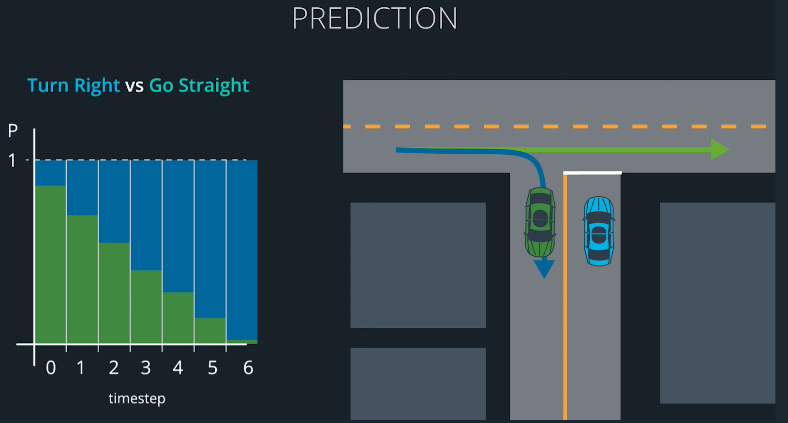 PREDICTION
Turn Right vs Go Straight
P
1
0 1 2 3 4 5 6
timestep